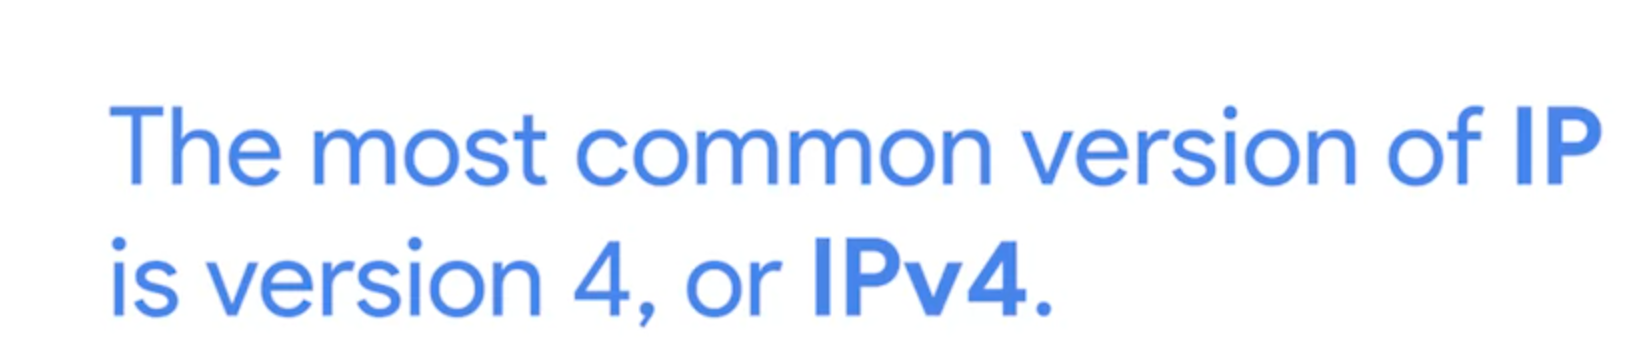 The most common version of IP
is version 4, or IPv4.